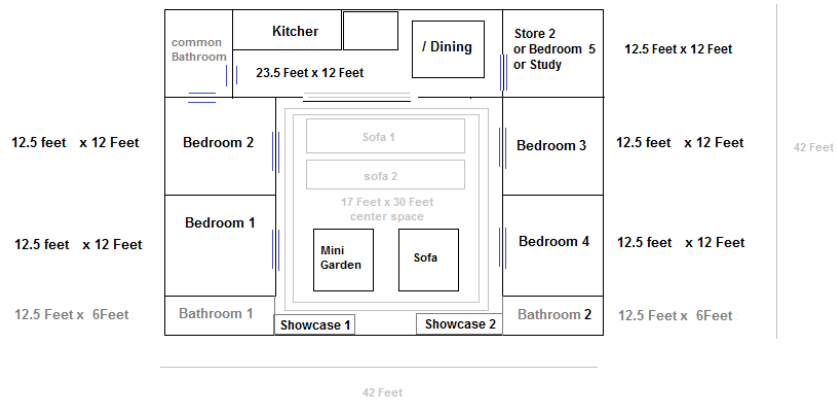 Kitcher
/ Dining
Store 2
or Bedroom 5
or Study
common
Bathroom
12.5 Feet x 12 Feet
23.5 Feet x 12 Feet
12.5 feet x 12 Feet
Bedroom 2
Sofa 1
Bedroom 3
12.5 feet x 12 Feet
42 Feet
sofa 2
17 Feet x 30 Feet
center space
Bedroom 1
12.5 feet x 12 Feet
Mini
Garden
Sofa
Bedroom 4
12.5 feet x 12 Feet
12.5 Feet x 6Feet
Bathroom 1
Showcase 1
Showcase 2
Bathroom 2
12.5 Feet x 6Feet
42 Feet